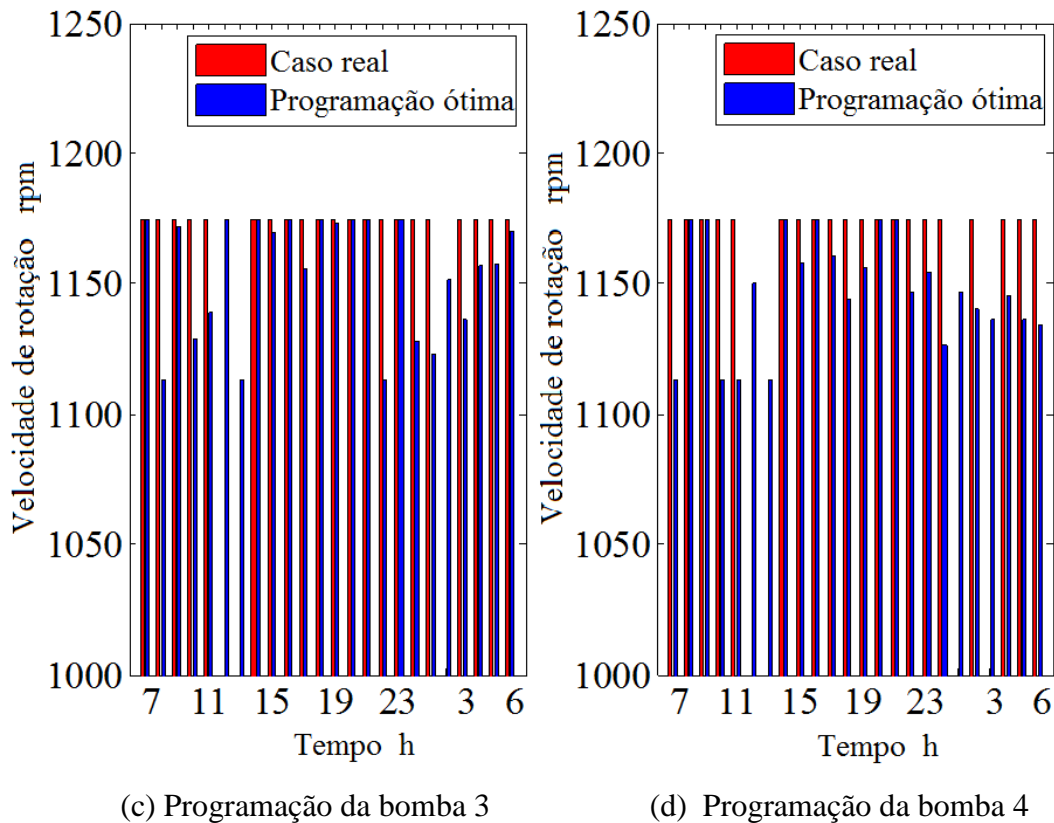 1250
1200
1150
1100
1050
1000
Velocidade de rotação rpm
Caso real
Programação ótima
7 11 15 19 23 3 6
Tempo h
(c) Programação da bomba 3
1250
1200
1150
1100
1050
1000
Velocidade de rotação rpm
Caso real
Programação ótima
7 11 15 19 23 3 6
Tempo h
(d) Programação da bomba 4